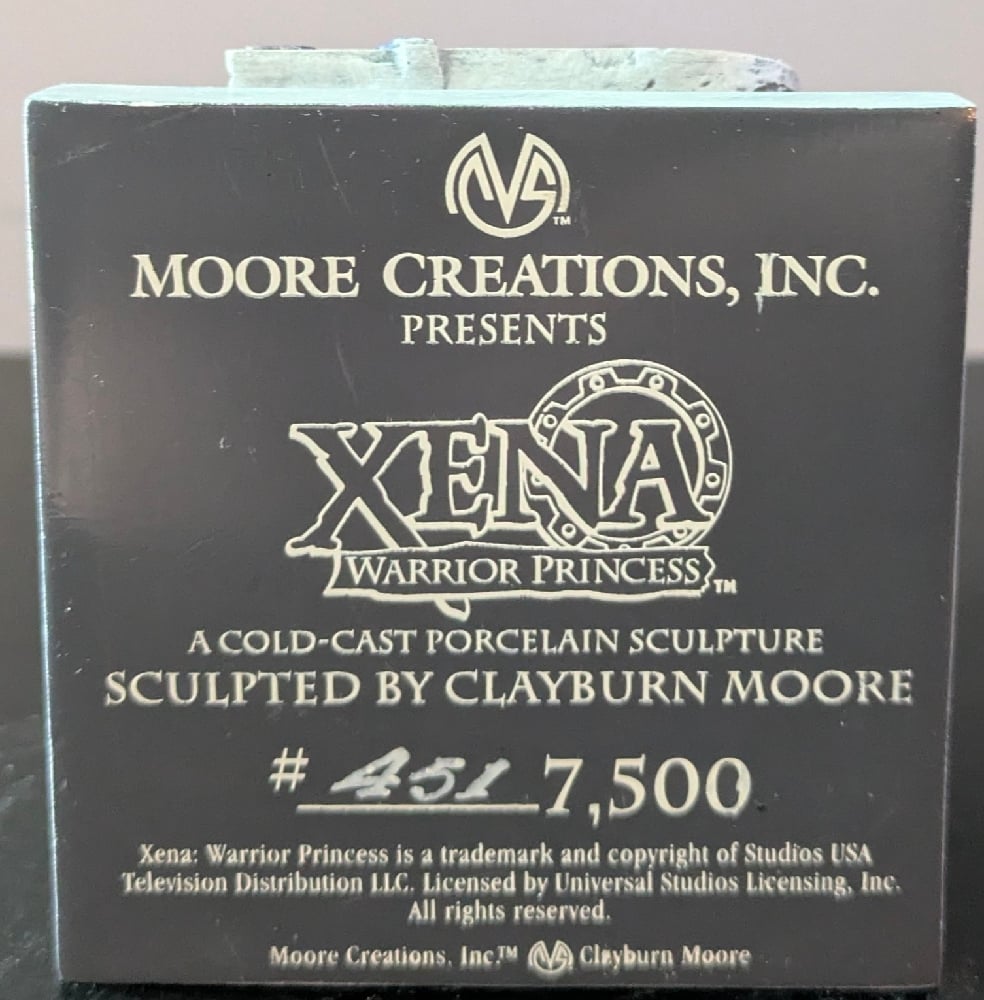 TM
MOORE CREATIONS, INC.
PRESENTS
XENA
WARRIOR PRINCESS TM
A COLD-CAST PORCELAIN SCULPTURE
SCULPTED BY CLAYBURN MOORE
# 451 7,500
Xena: Warrior Princess is a trademark and copyright of Studios USA
Television Distribution LLC. Licensed by Universal Studios Licensing, Inc.
All rights reserved.
Moore Creations, Inc.™ Clayburn Moore